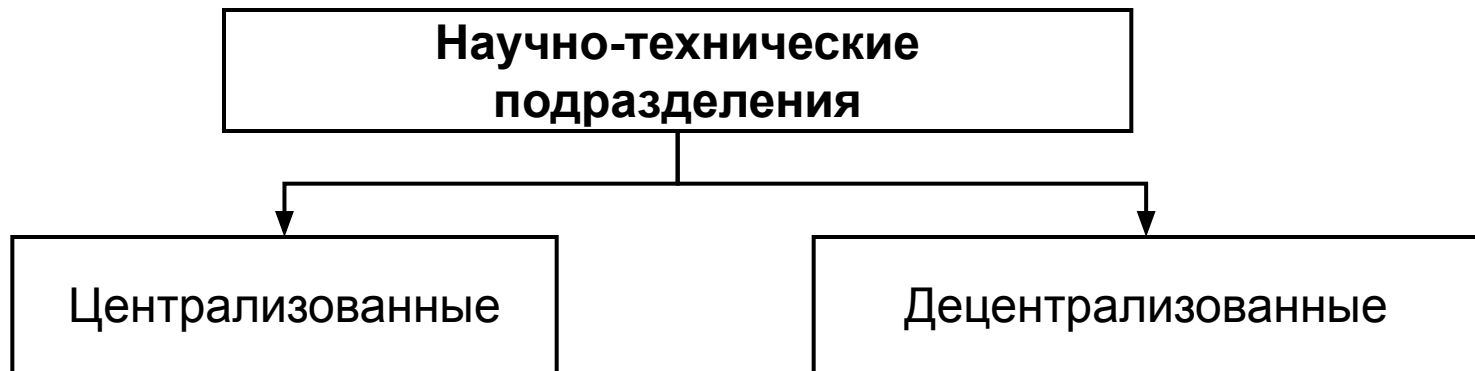 Научно-технические
подразделения
Централизованные
Децентрализованные